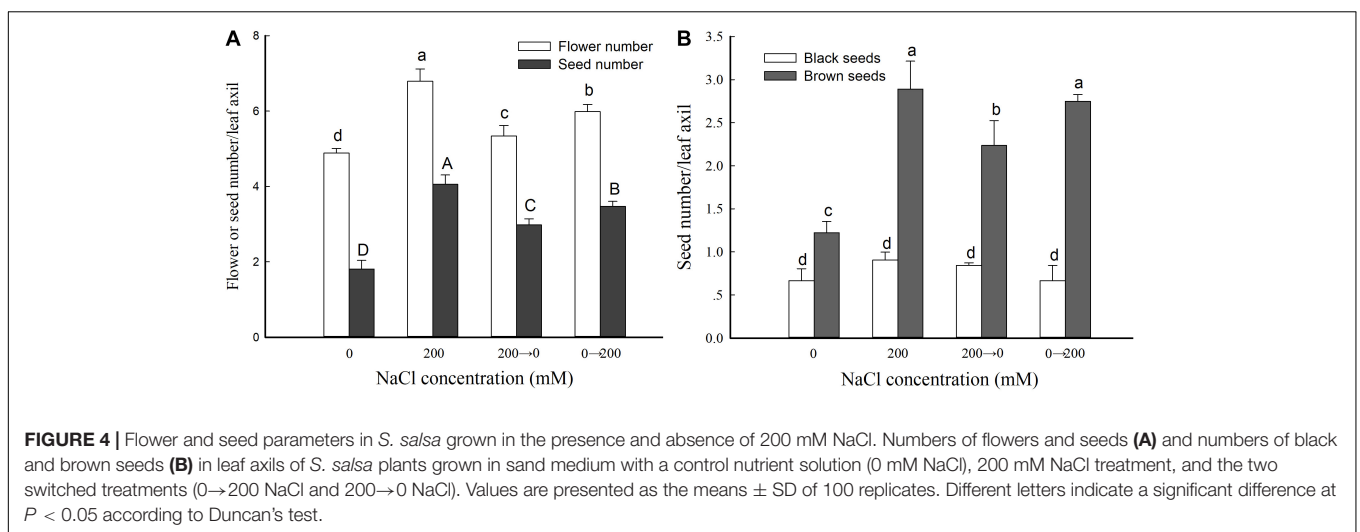 A
Flower number
Seed number
Flower or seed number/leaf axil
8
6
4
2
0
d
D
a
A
c
C
b
B
0
200
200→0
0→200
NaCl concentration (mM)
B
Black seeds
Brown seeds
Seed number/leaf axil
3.5
3.0
2.5
2.0
1.5
1.0
.5
0.0
d
c
d
a
d
b
d
a
0
200
200→0
0→200
NaCl concentration (mM)
FIGURE 4 | Flower and seed parameters in S. salsa grown in the presence and absence of 200 mM NaCl. Numbers of flowers and seeds (A) and numbers of black
and brown seeds (B) in leaf axils of S. salsa plants grown in sand medium with a control nutrient solution (0 mM NaCl), 200 mM NaCl treatment, and the two
switched treatments (0→200 NaCl and 200→0 NaCl). Values are presented as the means ± SD of 100 replicates. Different letters indicate a significant difference at
P < 0.05 according to Duncan's test.